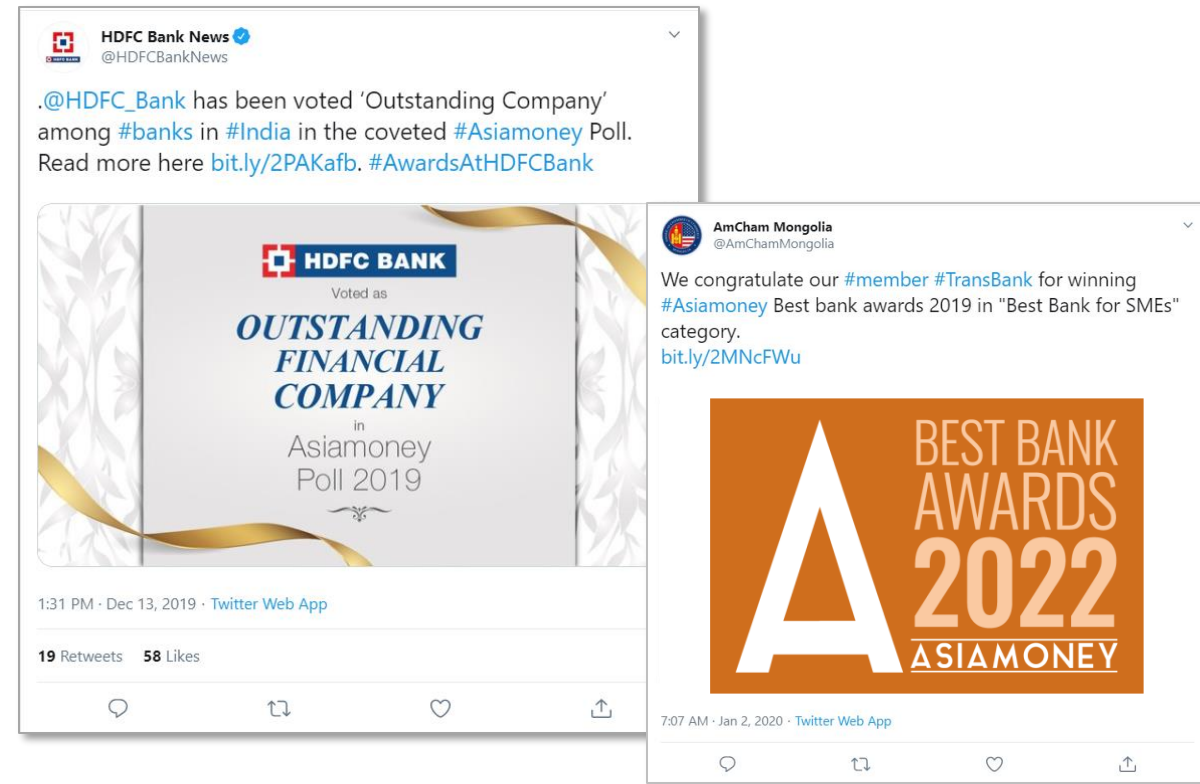 HDFC Bank News
@HDFCBankNews
.@HDFC_Bank has been voted ‘Outstanding Company’
among #banks in #India in the coveted #Asiamoney Poll.
Read more here bit.ly/2PAKafb. #AwardsAtHDFCBank
HDFC BANK
Voted as
OUTSTANDING
FINANCIAL
COMPANY
in
Asiamoney
Poll 2019
1:31 PM · Dec 13, 2019 · Twitter Web App
19 Retweets 58 Likes
AmCham Mongolia
@AmChamMongolia
We congratulate our #member #TransBank for winning
#Asiamoney Best bank awards 2019 in "Best Bank for SMEs"
category.
bit.ly/2MNcFWu
A
BEST BANK
AWARDS
2022
ASIAMONEY
7:07 AM · Jan 2, 2020 · Twitter Web App